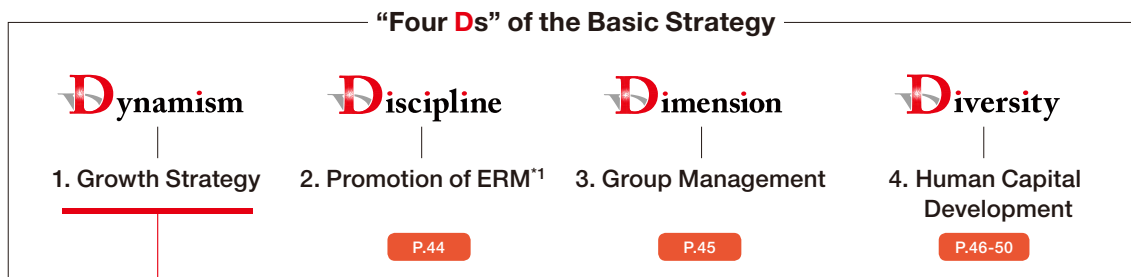 “Four Ds” of the Basic Strategy
Dynamism
Discipline
Dimension
Diversity
1. Growth Strategy
2. Promotion of ERM*1
3. Group Management
4. Human Capital
Development
P.44
P.45
P.46-50